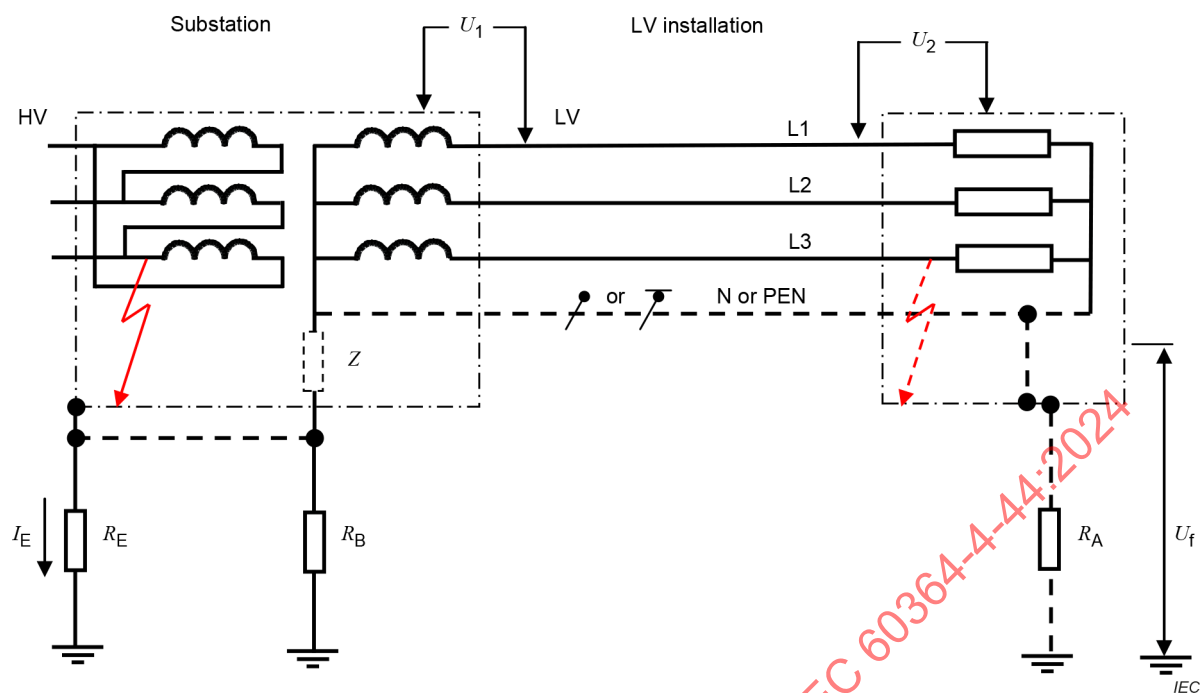 Substation
U1
LV installation
U2
HV
LV
L1
L2
L3
or
N or PEN
Z
IE
RE
RB
RA
Uf
IEC 60364-4-44:2024
IEC